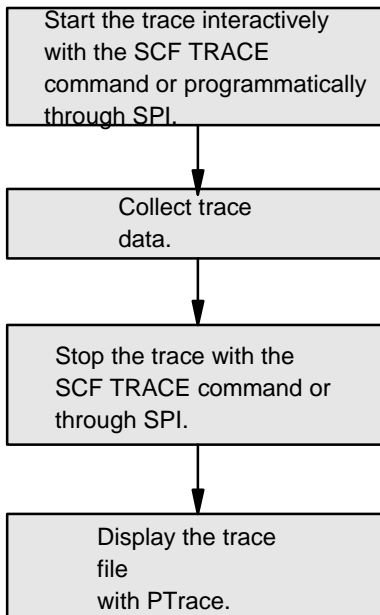 Start the trace interactively
with the SCF TRACE
command or programmatically
through SPI.
Collect trace
data.
Stop the trace with the
SCF TRACE command or
through SPI.
Display the trace
file
with PTrace.